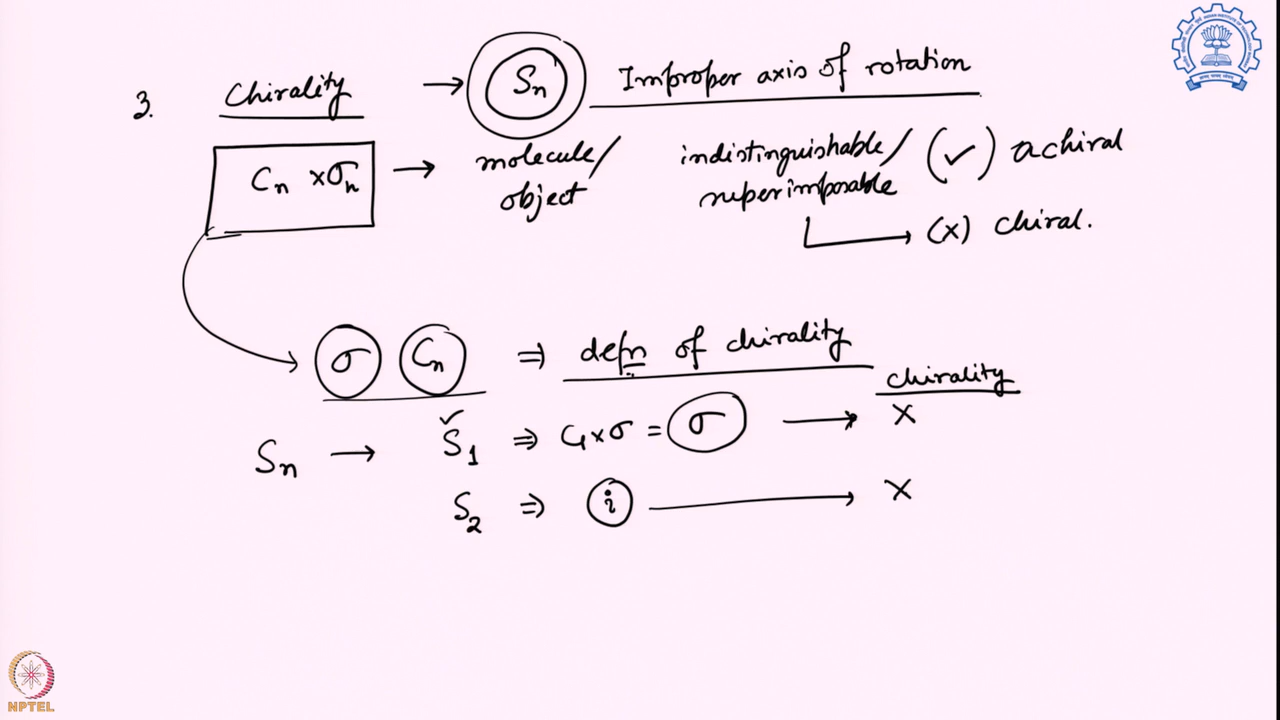 3. Chirality → Sn Improper axis of rotation
Cn × σh → molecule/ object indistinguishable/ superimposable (✓) achiral
(x) chiral.
σ Cn ⇒ defn of chirality
chirality
Sn → S1 ⇒ C1 × σ = σ → X
S2 ⇒ i → X
NPTEL